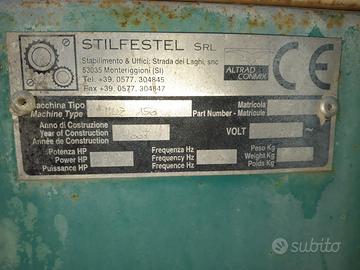 STILFESTEL SRL
Stabilimento & Uffici: Strada dei Laghi, snc
53035 Monteriggioni (SI)
Tel. +39. 0577. 304845
Fax +39. 0577. 304847
ALTRAD
CONMIX
CE
Macchina Tipo
Machine Type
Matricola
Part Number - Matricule
Anno di Costruzione
Year of Construction
Année de Construction
VOLT
Potenza HP
Power HP
Puissance HP
Frequenza Hz
Frequency Hz
Fréquence Hz
Peso Kg
Weight Kg
Poids Kg
subito